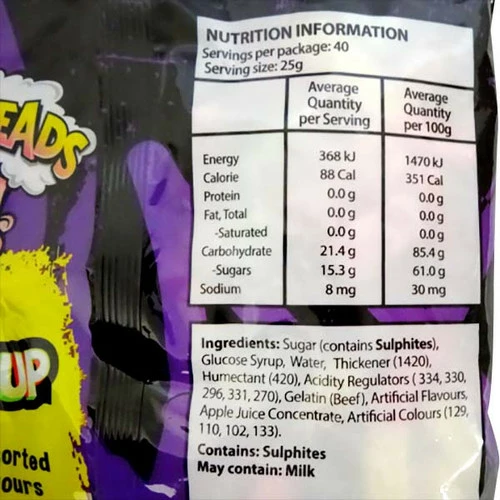 EADS
UP
orted
ours
NUTRITION INFORMATION
Servings per package: 40
Serving size: 25g
Average Quantity per Serving Average Quantity per 100g
Energy 368 kJ 1470 kJ
Calorie 88 Cal 351 Cal
Protein 0.0 g 0.0 g
Fat, Total 0.0 g 0.0 g
-Saturated 0.0 g 0.0 g
Carbohydrate 21.4 g 85.4 g
-Sugars 15.3 g 61.0 g
Sodium 8 mg 30 mg
Ingredients: Sugar (contains Sulphites),
Glucose Syrup, Water, Thickener (1420),
Humectant (420), Acidity Regulators ( 334, 330,
296, 331, 270), Gelatin (Beef), Artificial Flavours,
Apple Juice Concentrate, Artificial Colours (129,
110, 102, 133).
Contains: Sulphites
May contain: Milk